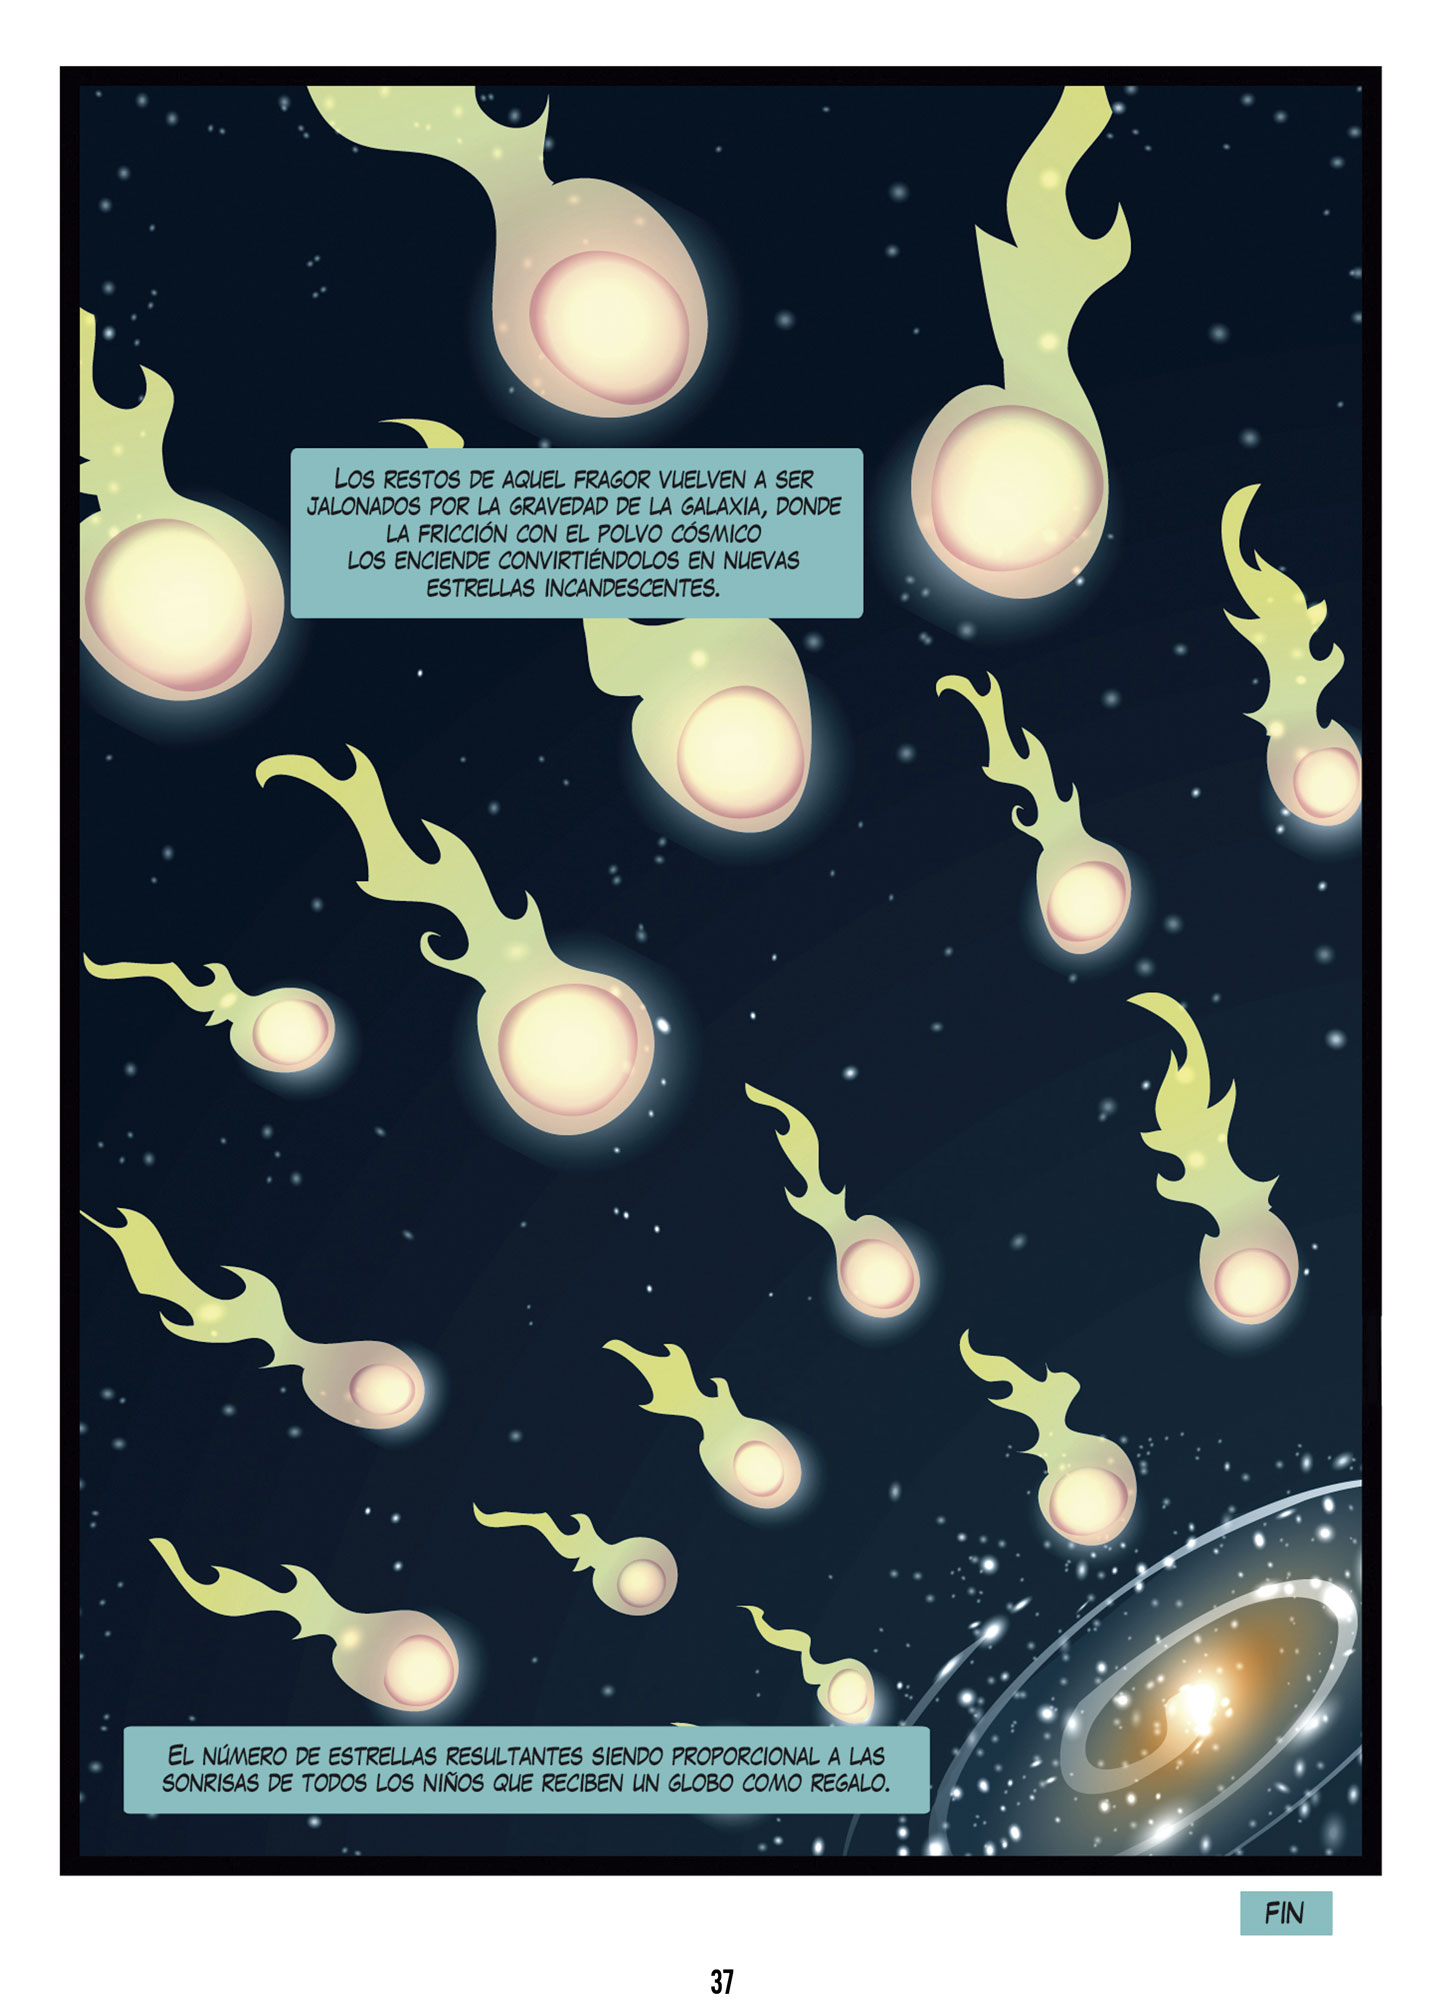 Los restos de aquel fragor vuelven a ser
jalonados por la gravedad de la galaxia, donde
la fricción con el polvo cósmico
los enciende convirtiéndolos en nuevas
estrellas incandescentes.
El número de estrellas resultantes siendo proporcional a las
sonrisas de todos los niños que reciben un globo como regalo.
FIN
37